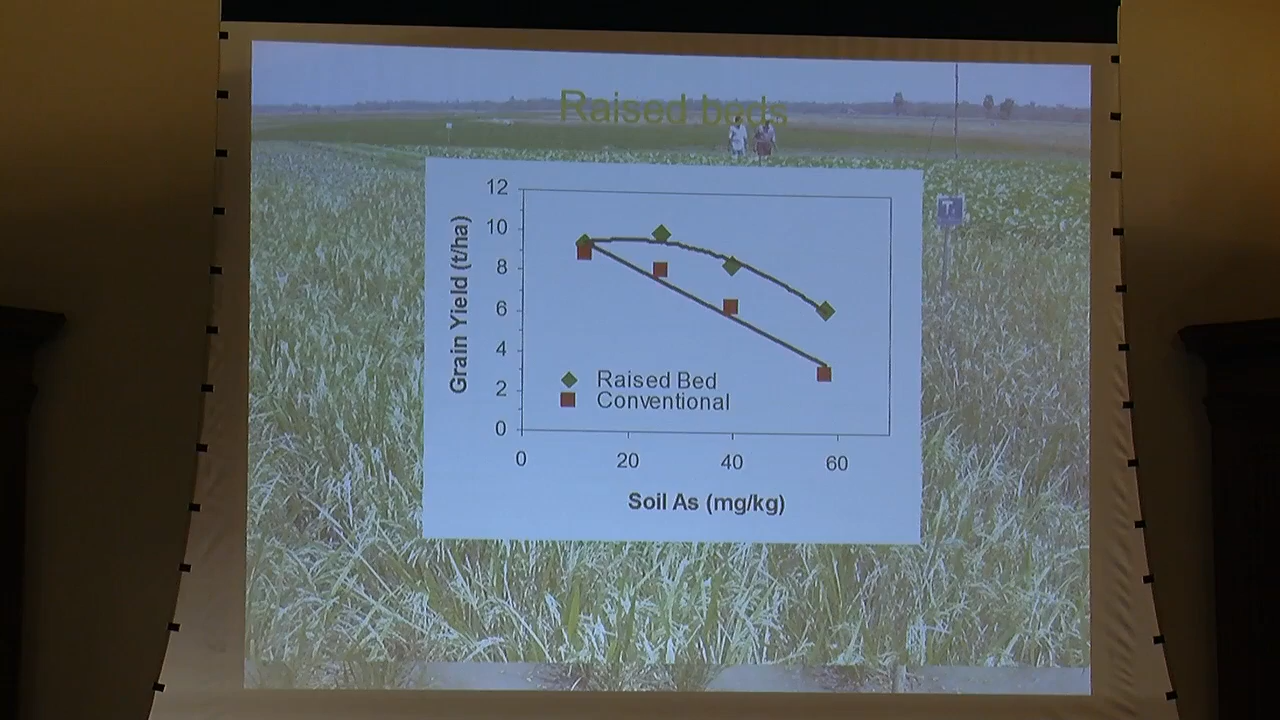 Raised beds
T
12
10
8
6
4
2
0
Grain Yield (t/ha)
Raised Bed
Conventional
0 20 40 60
Soil As (mg/kg)